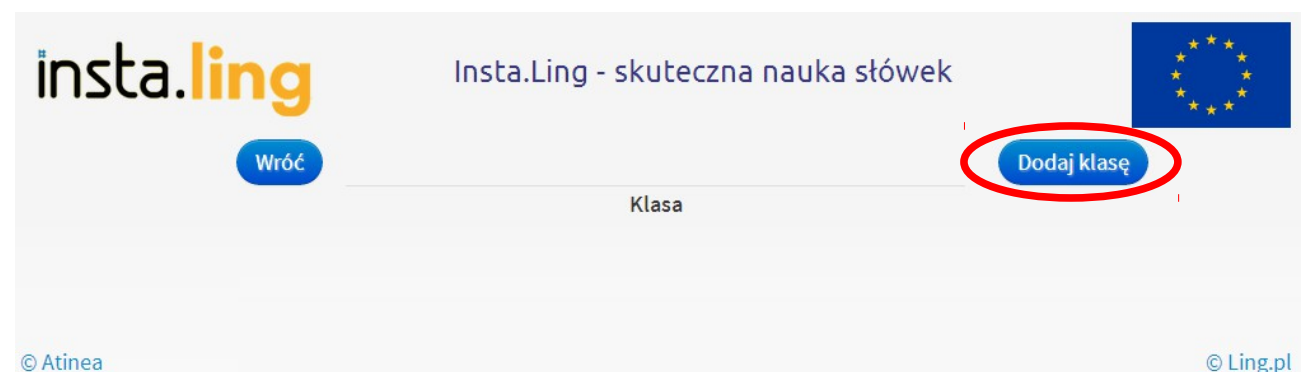 insta.ling
Insta.Ling - skuteczna nauka słówek
Wróć
Dodaj klasę
Klasa
© Atinea
© Ling.pl